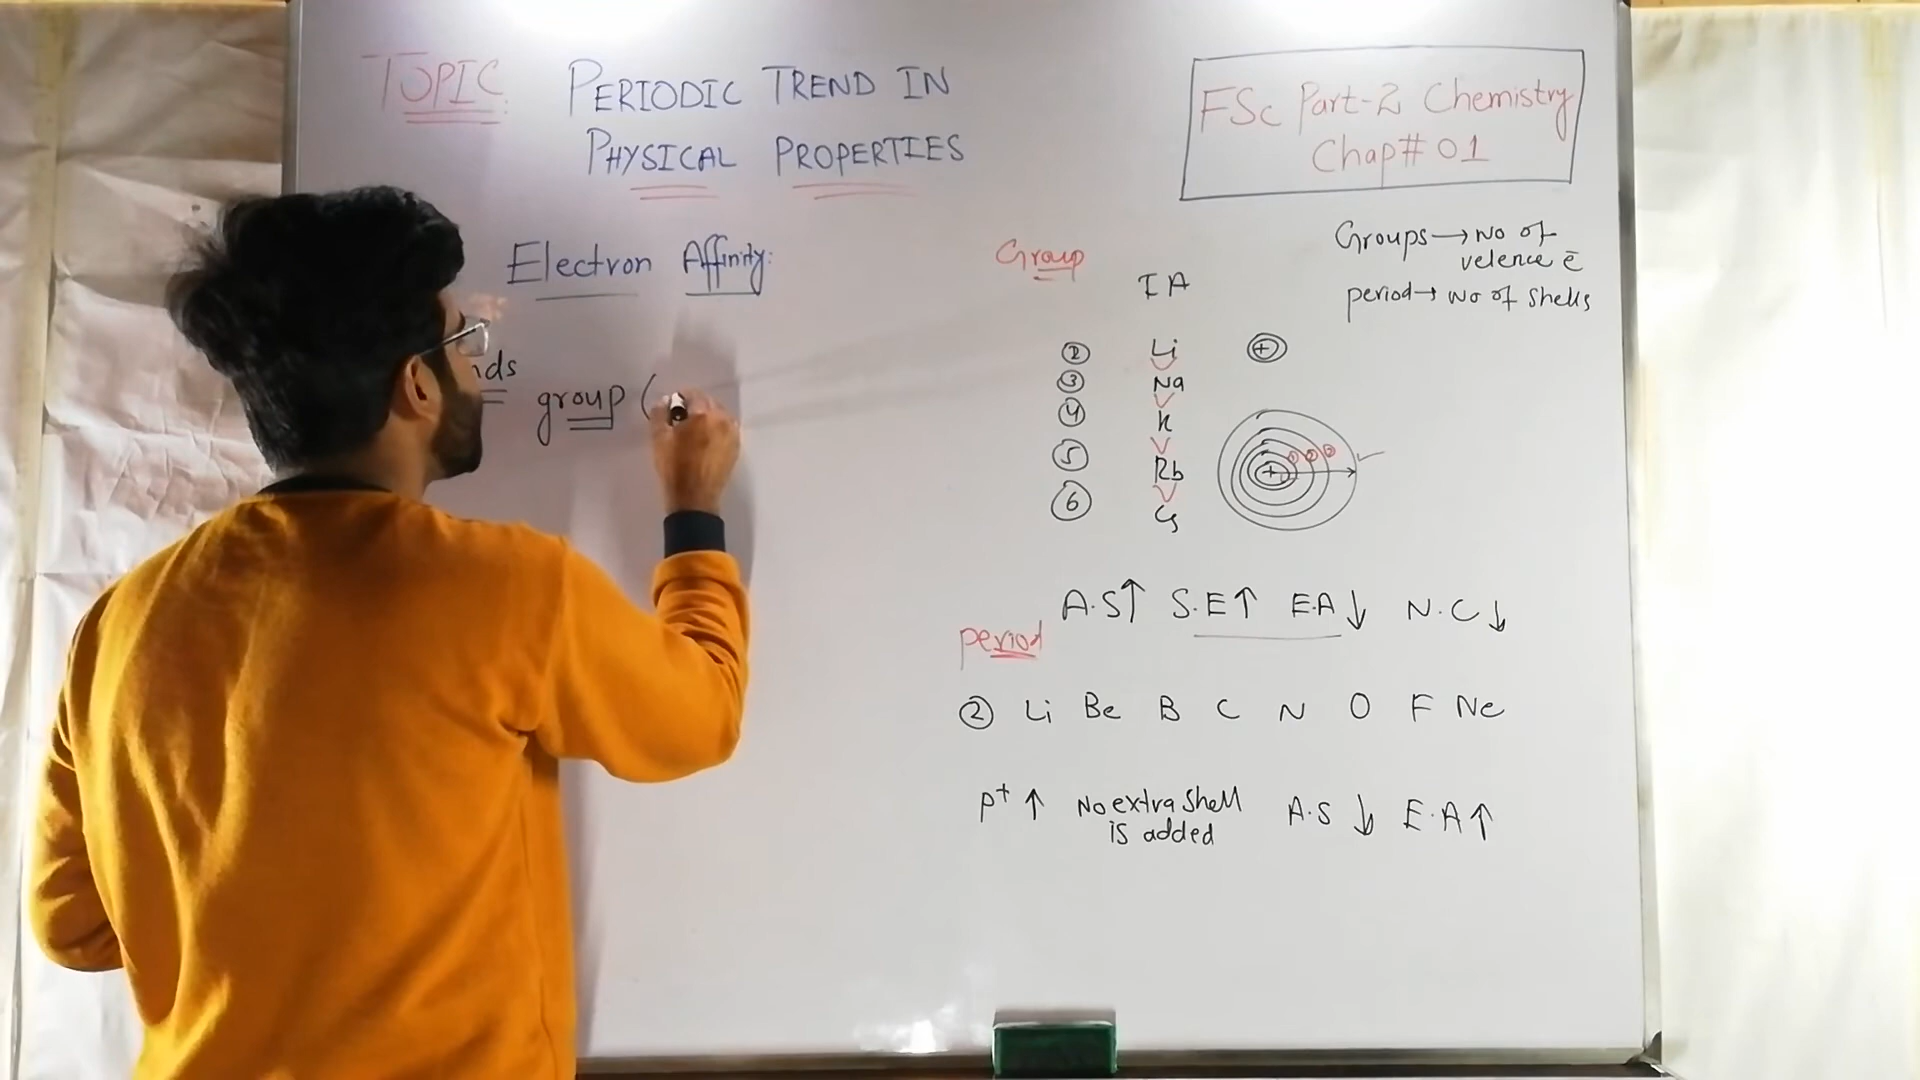 TOPIC: PERIODIC TREND IN
PHYSICAL PROPERTIES
FSc Part-2 Chemistry
Chap# 01
Electron Affinity:
nds
group (
Groups → No of
velence ē
period → No of shells
Group
I A
② Li +
③ Na
④ K
⑤ Rb +
⑥ Cs
A.S↑ S.E↑ E.A↓ N.C↓
period
② Li Be B C N O F Ne
P+ ↑ No extra shell
is added
A.S ↓ E.A↑